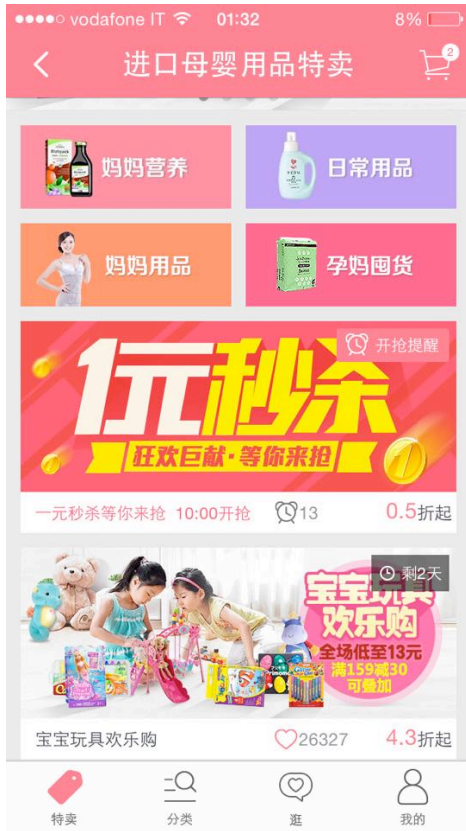 vodafone IT 01:32 8%
进口母婴用品特卖 2
妈妈营养
日常用品
妈妈用品
孕妈囤货
开抢提醒
1元秒杀
狂欢巨献·等你来抢
一元秒杀等你来抢 10:00开抢 13 0.5折起
剩2天
宝宝玩具
欢乐购
全场低至13元
满159减30
可叠加
宝宝玩具欢乐购 26327 4.3折起
特卖 分类 逛 我的